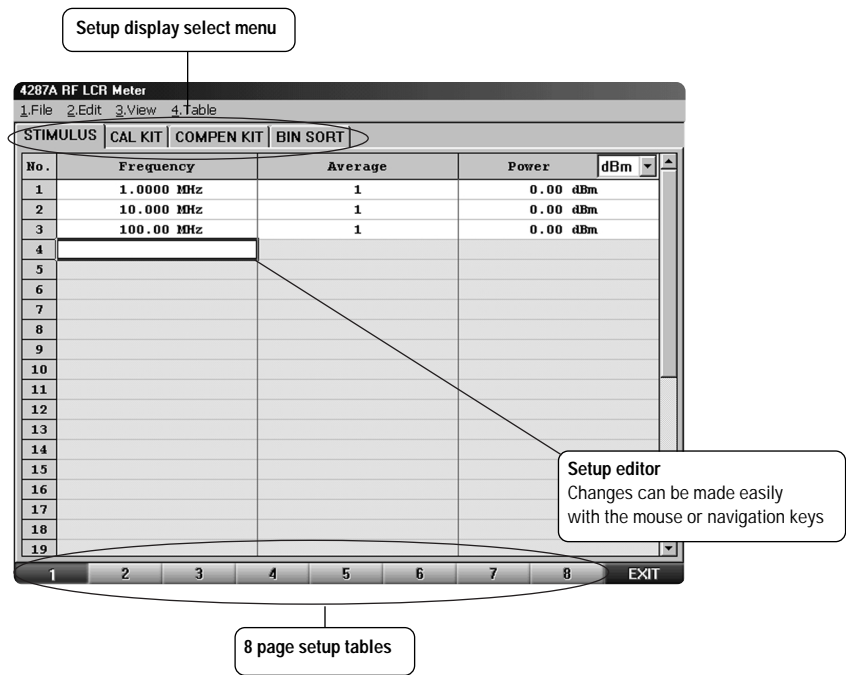 Setup display select menu
4287A RF LCR Meter
1.File 2.Edit 3.View 4.Table
STIMULUS CAL KIT COMPEN KIT BIN SORT
No. Frequency Average Power dBm
1 1.0000 MHz 1 0.00 dBm
2 10.000 MHz 1 0.00 dBm
3 100.00 MHz 1 0.00 dBm
4
5
6
7
8
9
10
11
12
13
14
15
16
17
18
19
Setup editor
Changes can be made easily
with the mouse or navigation keys
1 2 3 4 5 6 7 8 EXIT
8 page setup tables